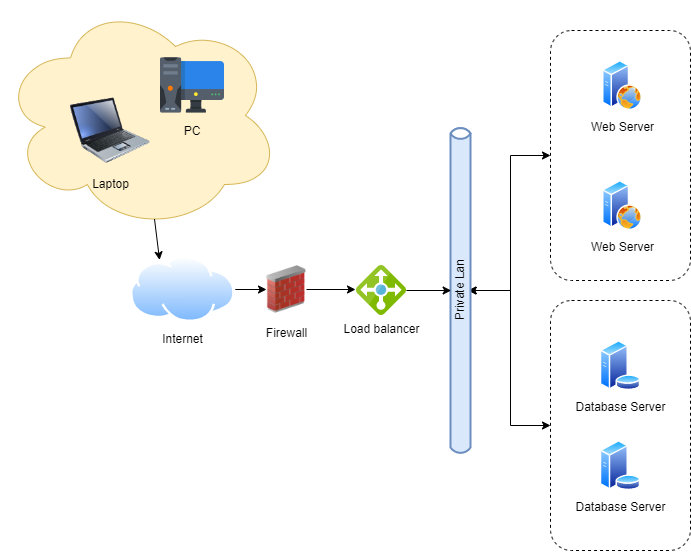 PC
Laptop
Internet
Firewall
Load balancer
Private Lan
Web Server
Web Server
Database Server
Database Server